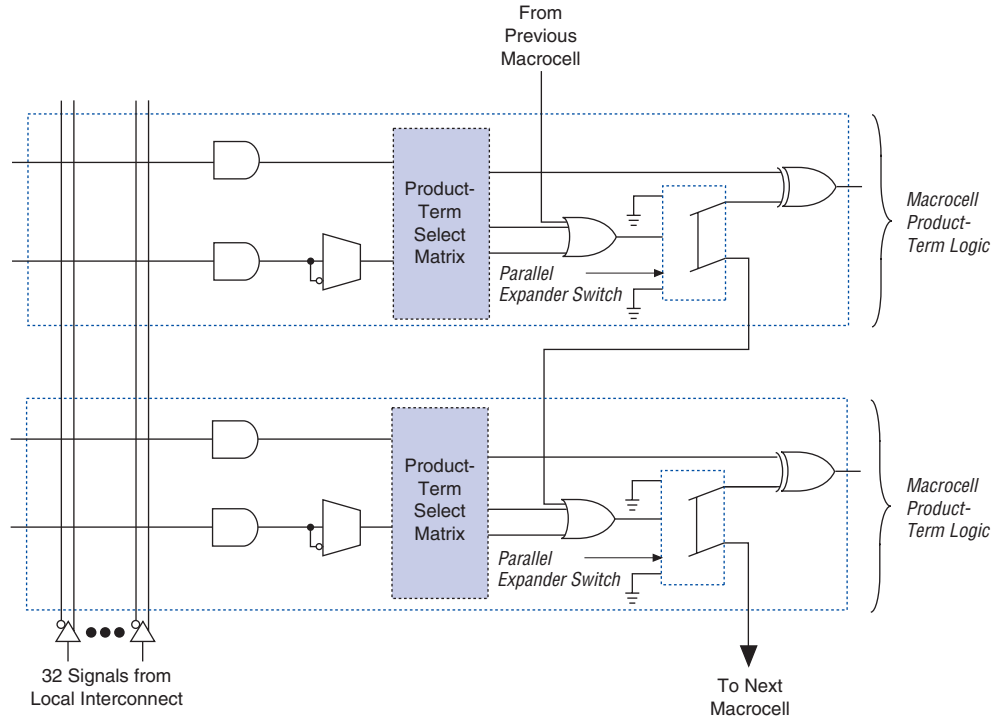 From
Previous
Macrocell
Product-
Term
Select
Matrix
Parallel
Expander Switch
Macrocell
Product-
Term Logic
Product-
Term
Select
Matrix
Parallel
Expander Switch
Macrocell
Product-
Term Logic
32 Signals from
Local Interconnect
To Next
Macrocell